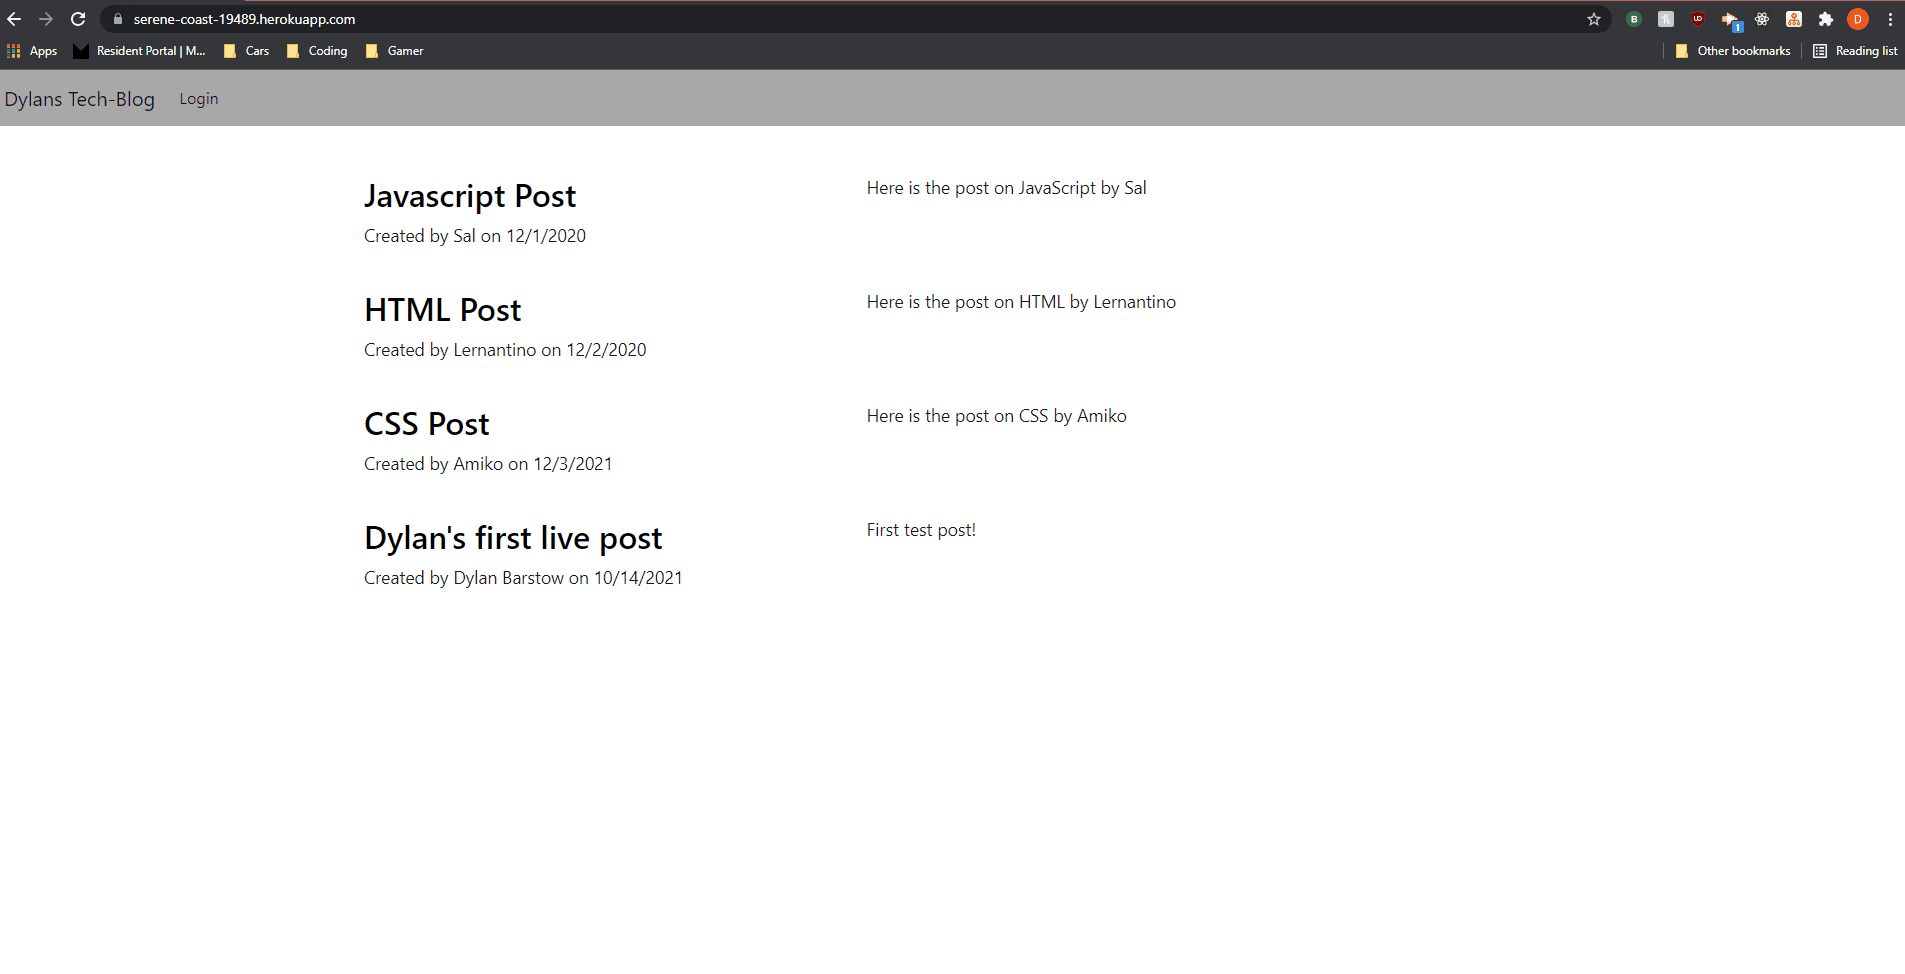 serene-coast-19489.herokuapp.com
Apps Resident Portal | M... Cars Coding Gamer Other bookmarks Reading list
Dylans Tech-Blog Login
Javascript Post
Created by Sal on 12/1/2020
Here is the post on JavaScript by Sal
HTML Post
Created by Lernantino on 12/2/2020
Here is the post on HTML by Lernantino
CSS Post
Created by Amiko on 12/3/2021
Here is the post on CSS by Amiko
Dylan's first live post
Created by Dylan Barstow on 10/14/2021
First test post!
B
1
D